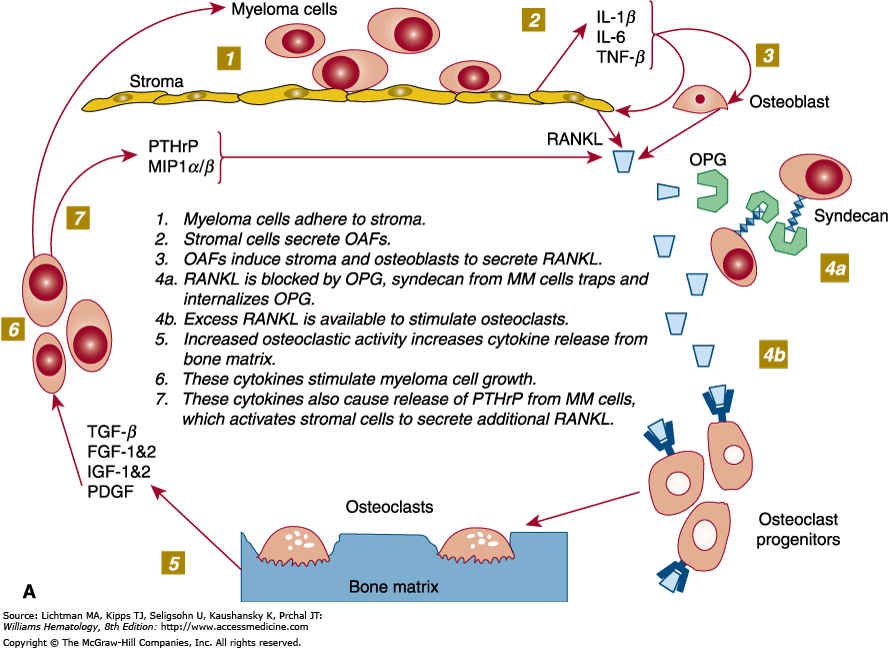 Myeloma cells
1
Stroma
2
IL-1β
IL-6
TNF-β
3
Osteoblast
RANKL
PTHrP
MIP1α/β
OPG
Syndecan
4a
7
1. Myeloma cells adhere to stroma.
2. Stromal cells secrete OAFs.
3. OAFs induce stroma and osteoblasts to secrete RANKL.
4a. RANKL is blocked by OPG, syndecan from MM cells traps and
internalizes OPG.
4b. Excess RANKL is available to stimulate osteoclasts.
5. Increased osteoclastic activity increases cytokine release from
bone matrix.
6. These cytokines stimulate myeloma cell growth.
7. These cytokines also cause release of PTHrP from MM cells,
which activates stromal cells to secrete additional RANKL.
6
4b
TGF-β
FGF-1&2
IGF-1&2
PDGF
Osteoclasts
Osteoclast
progenitors
5
Bone matrix
A
Source: Lichtman MA, Kipps TJ, Seligsohn U, Kaushansky K, Prchal JT:
Williams Hematology, 8th Edition: http://www.accessmedicine.com
Copyright © The McGraw-Hill Companies, Inc. All rights reserved.